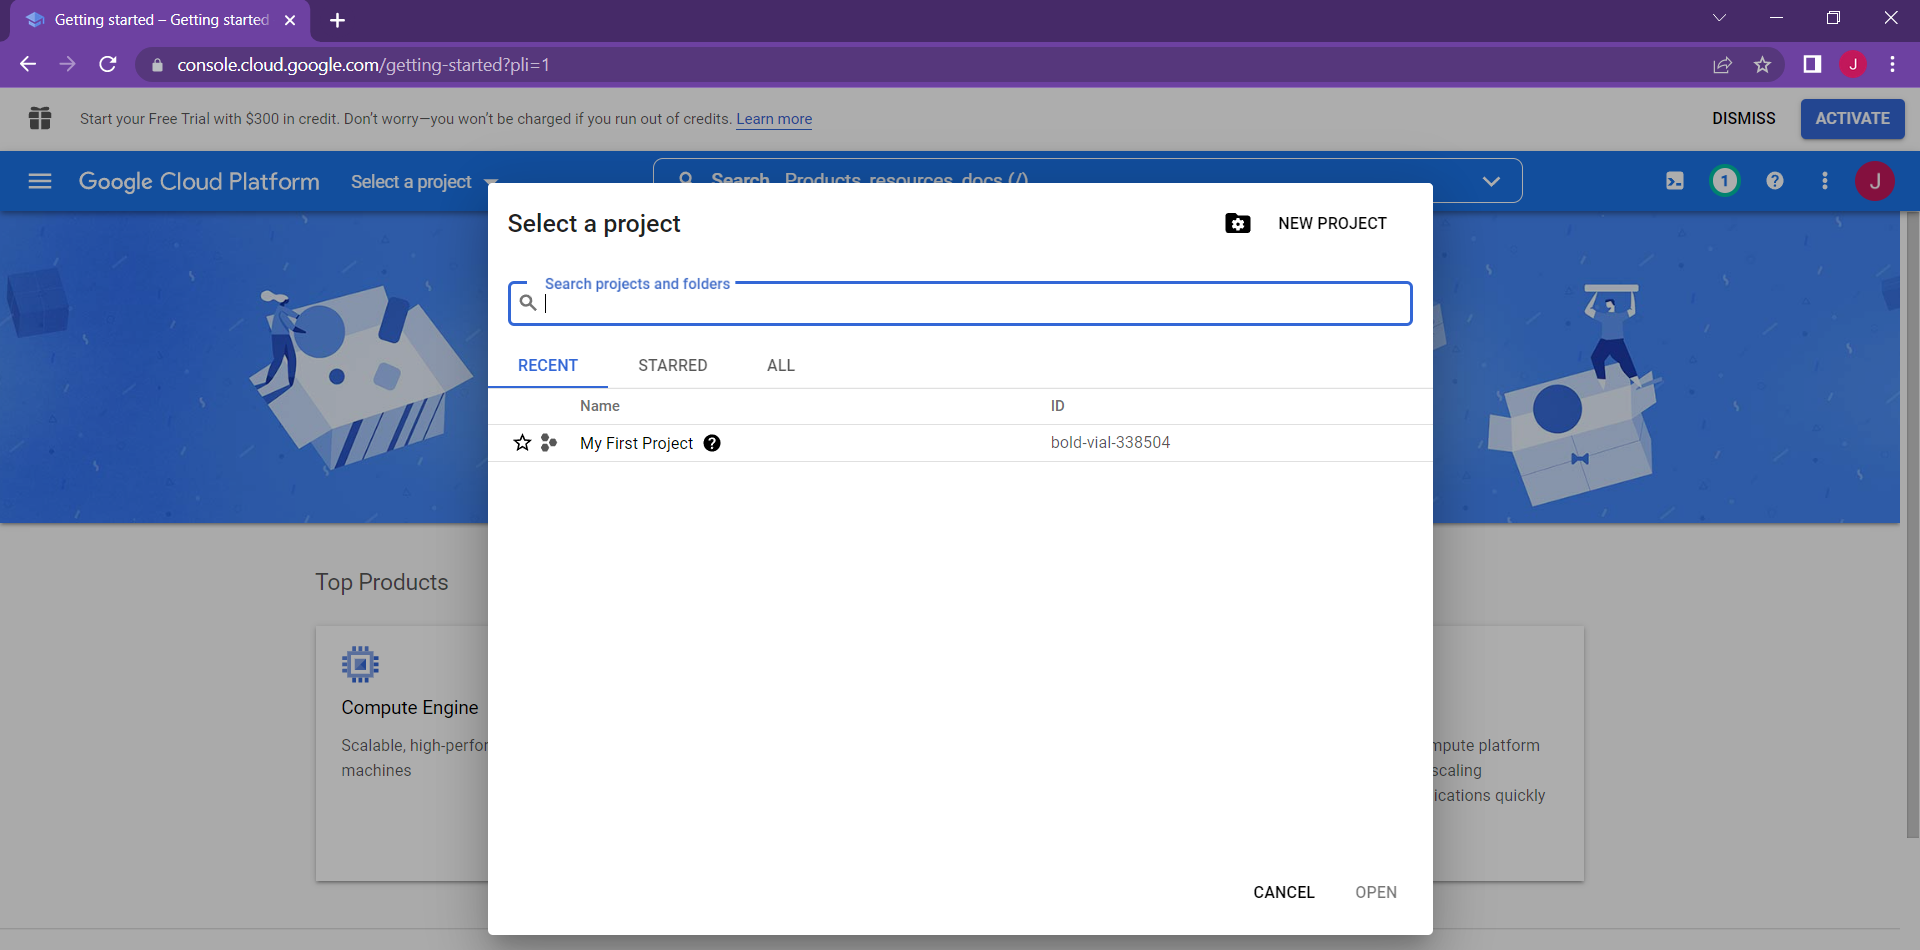 Getting started – Getting started
console.cloud.google.com/getting-started?pli=1
J
Start your Free Trial with $300 in credit. Don't worry—you won't be charged if you run out of credits. Learn more
DISMISS
ACTIVATE
Google Cloud Platform
Select a project
Search Products, resources, docs (/)
1
J
Select a project
NEW PROJECT
Search projects and folders
RECENT
STARRED
ALL
Name ID
My First Project bold-vial-338504
Top Products
Compute Engine
Scalable, high-perfor
machines
mpute platform
scaling
ications quickly
CANCEL
OPEN